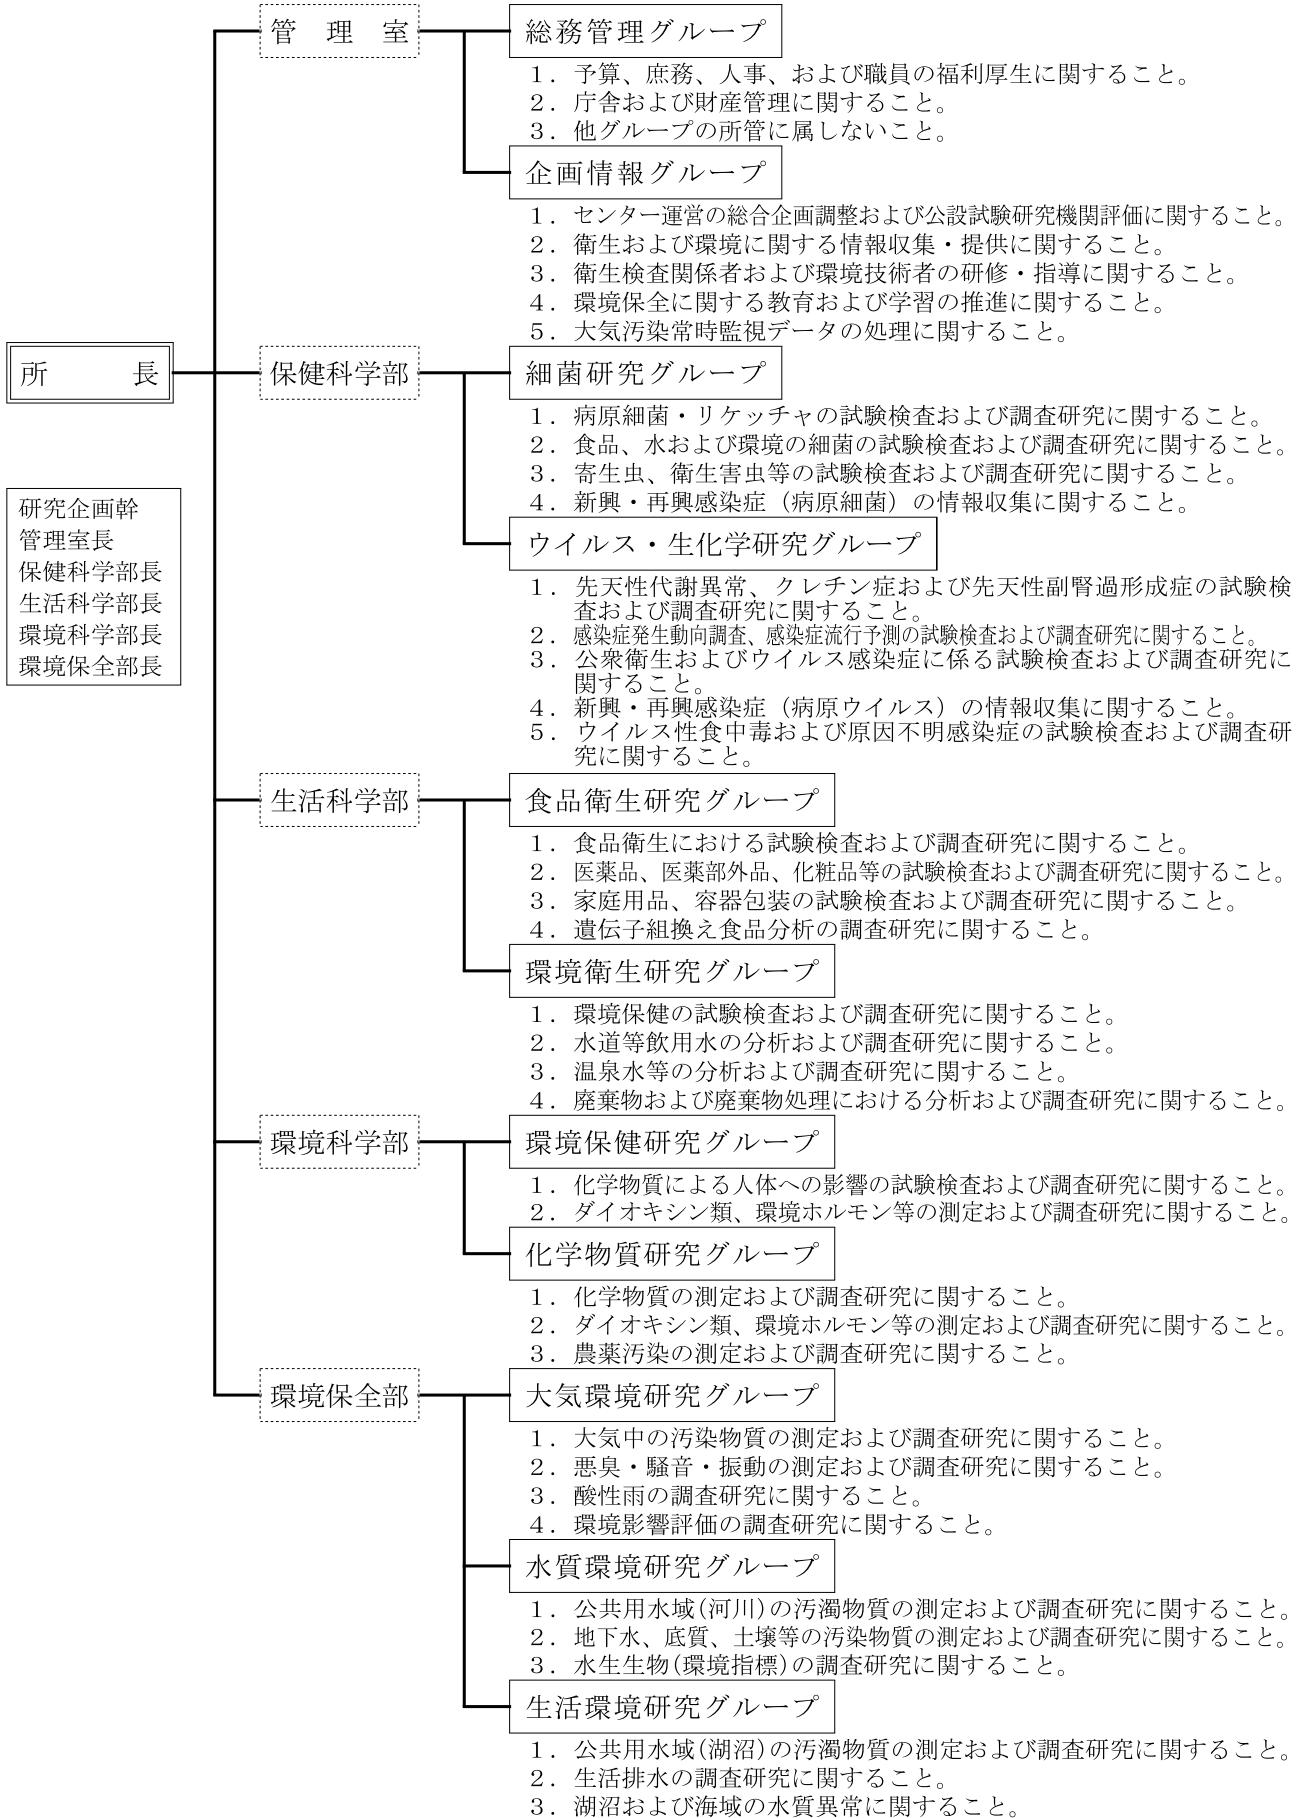 管　理　室
総務管理グループ
１．予算、庶務、人事、および職員の福利厚生に関すること。
２．庁舎および財産管理に関すること。
３．他グループの所管に属しないこと。
企画情報グループ
１．センター運営の総合企画調整および公設試験研究機関評価に関すること。
２．衛生および環境に関する情報収集・提供に関すること。
３．衛生検査関係者および環境技術者の研修・指導に関すること。
４．環境保全に関する教育および学習の推進に関すること。
５．大気汚染常時監視データの処理に関すること。
所　　　長
研究企画幹
管理室長
保健科学部長
生活科学部長
環境科学部長
環境保全部長
保健科学部
細菌研究グループ
１．病原細菌・リケッチャの試験検査および調査研究に関すること。
２．食品、水および環境の細菌の試験検査および調査研究に関すること。
３．寄生虫、衛生害虫等の試験検査および調査研究に関すること。
４．新興・再興感染症（病原細菌）の情報収集に関すること。
ウイルス・生化学研究グループ
１．先天性代謝異常、クレチン症および先天性副腎過形成症の試験検
査および調査研究に関すること。
２．感染症発生動向調査、感染症流行予測の試験検査および調査研究に関すること。
３．公衆衛生およびウイルス感染症に係る試験検査および調査研究に
関すること。
４．新興・再興感染症（病原ウイルス）の情報収集に関すること。
５．ウイルス性食中毒および原因不明感染症の試験検査および調査研
究に関すること。
生活科学部
食品衛生研究グループ
１．食品衛生における試験検査および調査研究に関すること。
２．医薬品、医薬部外品、化粧品等の試験検査および調査研究に関すること。
３．家庭用品、容器包装の試験検査および調査研究に関すること。
４．遺伝子組換え食品分析の調査研究に関すること。
環境衛生研究グループ
１．環境保健の試験検査および調査研究に関すること。
２．水道等飲用水の分析および調査研究に関すること。
３．温泉水等の分析および調査研究に関すること。
４．廃棄物および廃棄物処理における分析および調査研究に関すること。
環境科学部
環境保健研究グループ
１．化学物質による人体への影響の試験検査および調査研究に関すること。
２．ダイオキシン類、環境ホルモン等の測定および調査研究に関すること。
化学物質研究グループ
１．化学物質の測定および調査研究に関すること。
２．ダイオキシン類、環境ホルモン等の測定および調査研究に関すること。
３．農薬汚染の測定および調査研究に関すること。
環境保全部
大気環境研究グループ
１．大気中の汚染物質の測定および調査研究に関すること。
２．悪臭・騒音・振動の測定および調査研究に関すること。
３．酸性雨の調査研究に関すること。
４．環境影響評価の調査研究に関すること。
水質環境研究グループ
１．公共用水域(河川)の汚濁物質の測定および調査研究に関すること。
２．地下水、底質、土壌等の汚染物質の測定および調査研究に関すること。
３．水生生物(環境指標)の調査研究に関すること。
生活環境研究グループ
１．公共用水域(湖沼)の汚濁物質の測定および調査研究に関すること。
２．生活排水の調査研究に関すること。
３．湖沼および海域の水質異常に関すること。